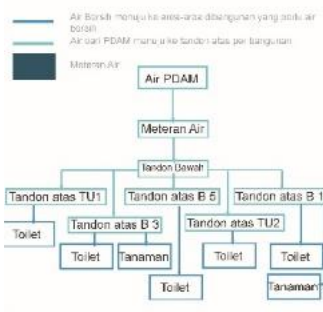 Air Bersih menuju ke area-area dibangunan yang perlu air
bersih
Air dari PDAM menuju ke tandon atas per bangunan
Meteran Air
Air PDAM
Meteran Air
Tandon Bawah
Tandon atas TU1
Tandon atas B 5
Tandon atas B 1
Tandon atas B 3
Tandon atas TU2
Toilet
Toilet
Tanaman
Toilet
Toilet
Toilet
Tanaman